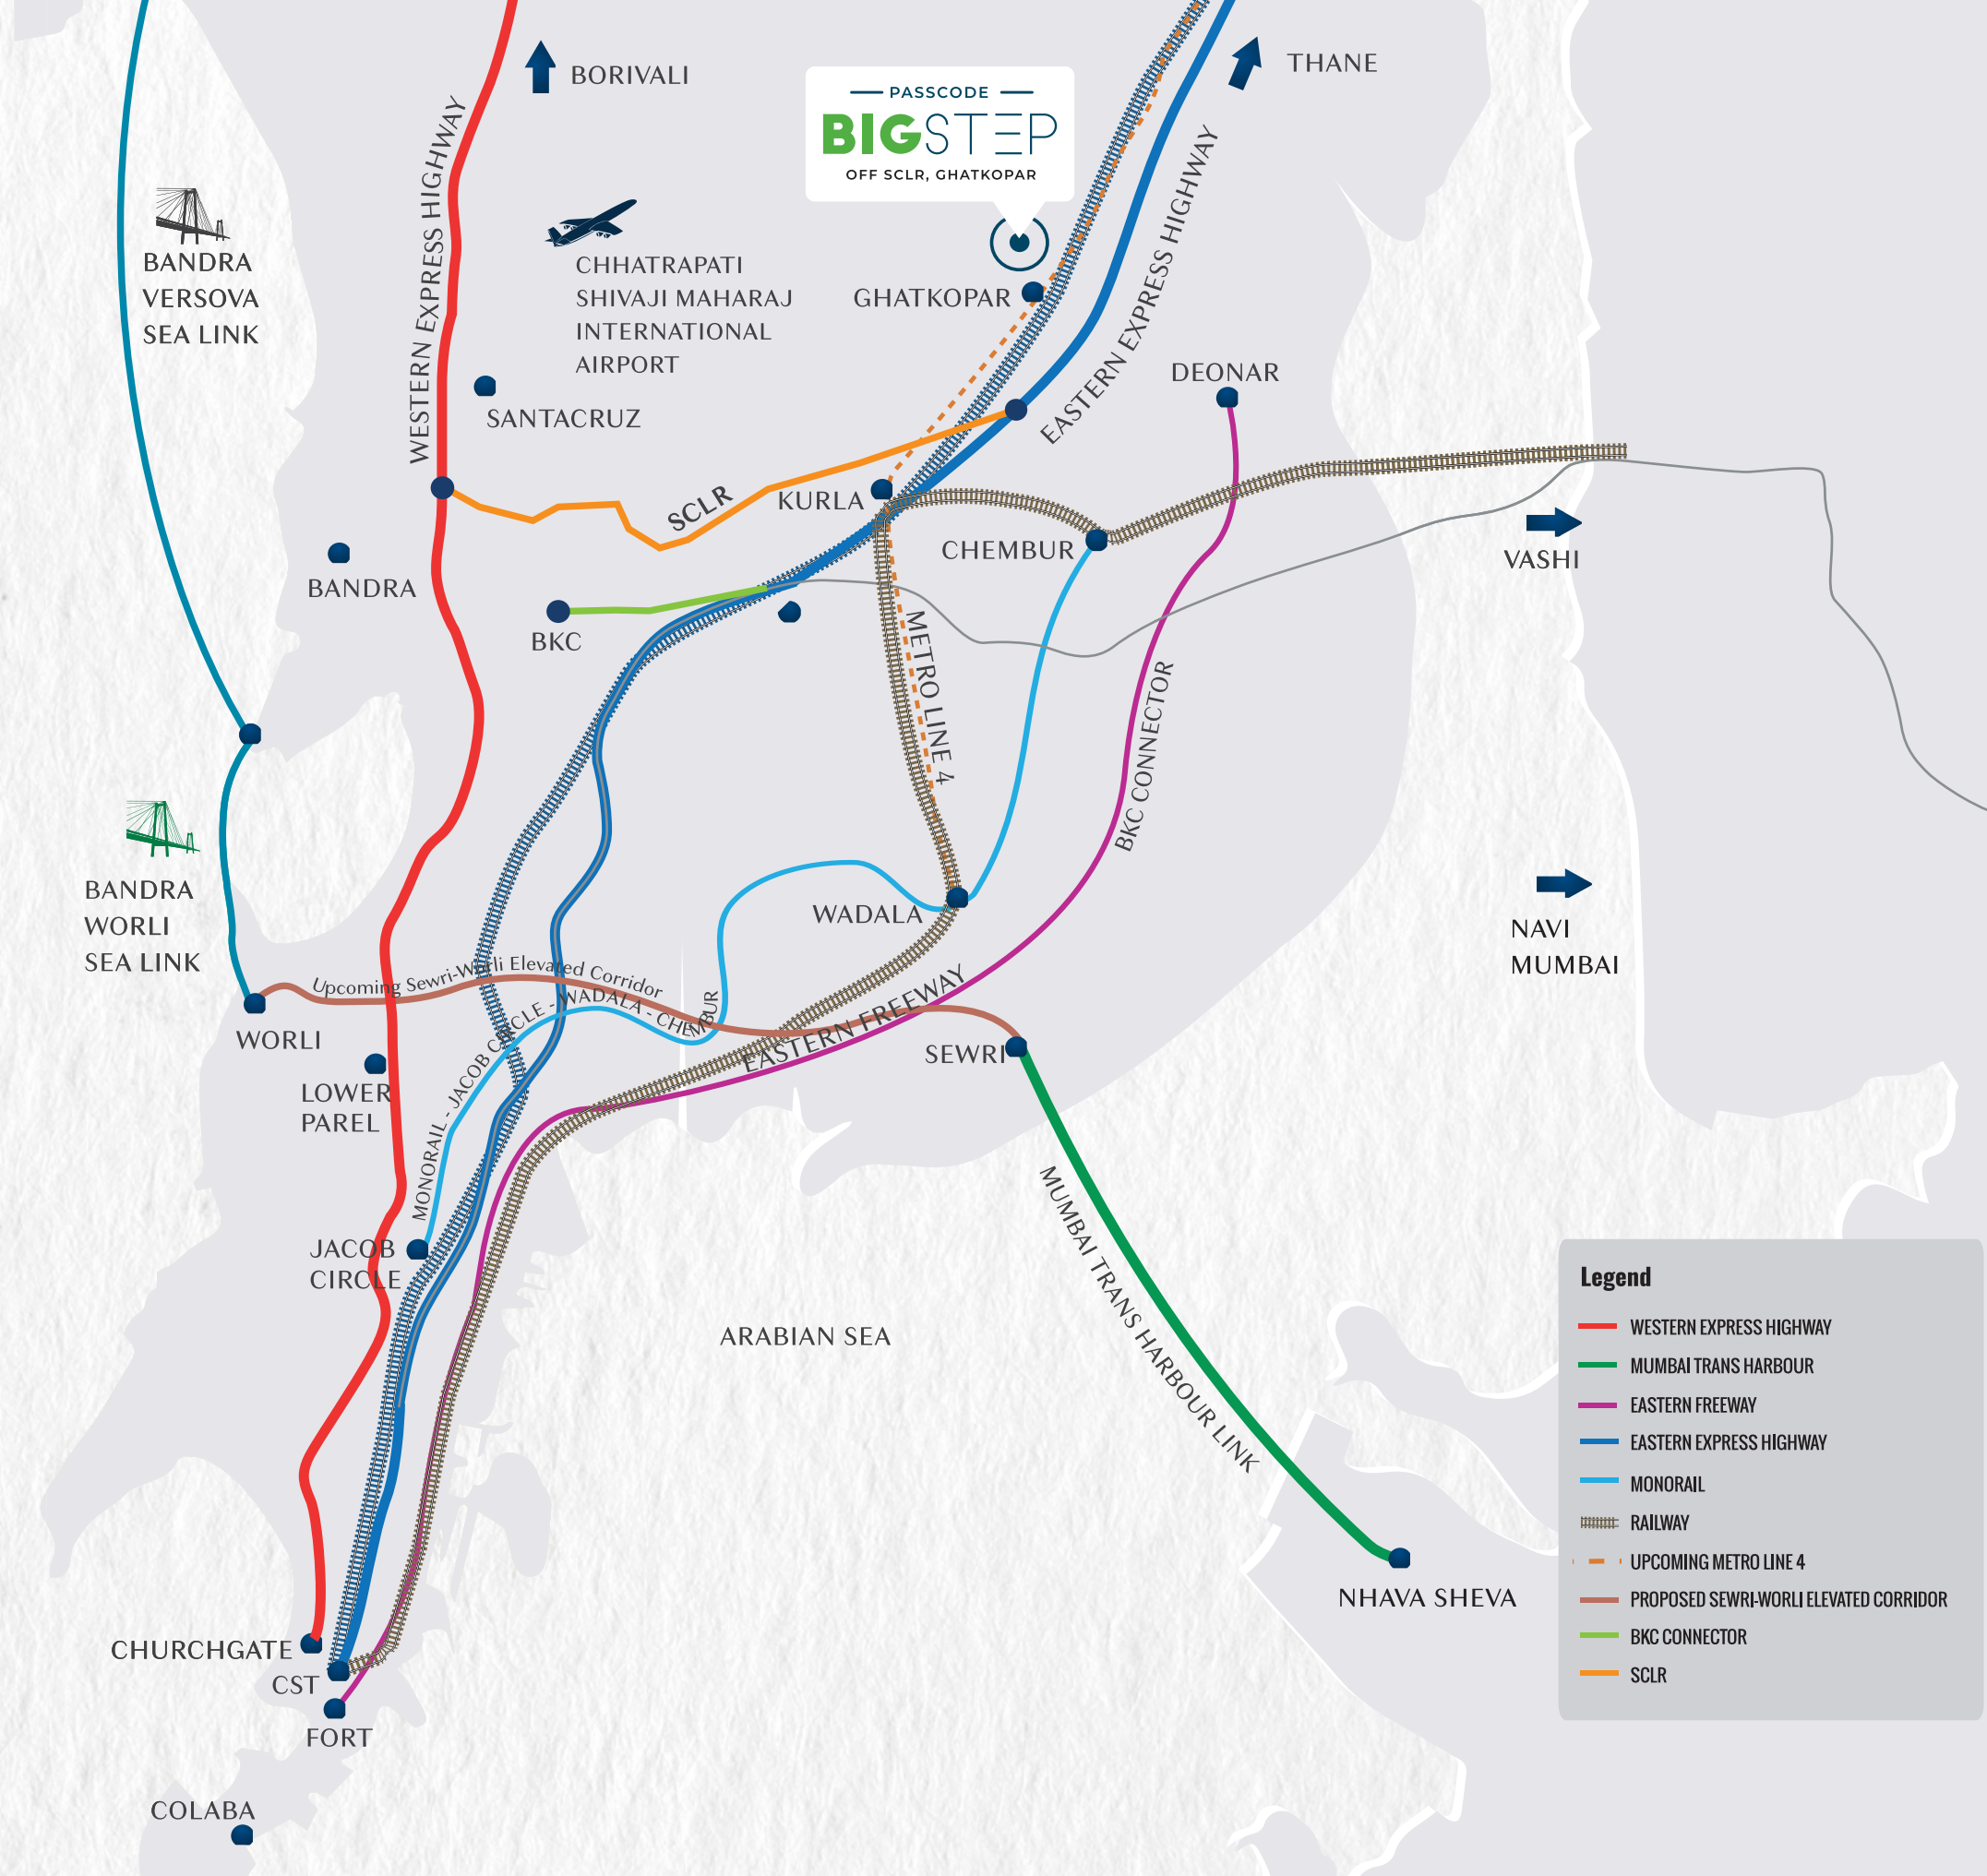 BORIVALI
THANE
PASSCODE
BIGSTEP
OFF SCLR, GHATKOPAR
WESTERN EXPRESS HIGHWAY
EASTERN EXPRESS HIGHWAY
BANDRA
VERSOVA
SEA LINK
CHHATRAPATI
SHIVAJI MAHARAJ
INTERNATIONAL
AIRPORT
GHATKOPAR
DEONAR
SANTACRUZ
SCLR
KURLA
CHEMBUR
VASHI
BANDRA
BKC
METRO LINE 4
BKC CONNECTOR
BANDRA
WORLI
SEA LINK
WADALA
NAVI
MUMBAI
Upcoming Sewri-Worli Elevated Corridor
MONORAIL - JACOB CIRCLE - WADALA - CHEMBUR
EASTERN FREEWAY
WORLI
SEWRI
LOWER
PAREL
MUMBAI TRANS HARBOUR LINK
JACOB
CIRCLE
ARABIAN SEA
Legend
WESTERN EXPRESS HIGHWAY
MUMBAI TRANS HARBOUR
EASTERN FREEWAY
EASTERN EXPRESS HIGHWAY
MONORAIL
RAILWAY
UPCOMING METRO LINE 4
PROPOSED SEWRI-WORLI ELEVATED CORRIDOR
BKC CONNECTOR
SCLR
NHAVA SHEVA
CHURCHGATE
CST
FORT
COLABA